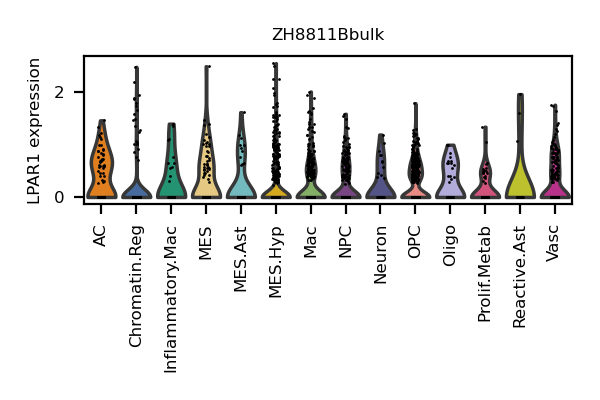 ZH8811Bbulk
LPAR1 expression
2
0
AC
Chromatin.Reg
Inflammatory.Mac
MES
MES.Ast
MES.Hyp
Mac
NPC
Neuron
OPC
Oligo
Prolif.Metab
Reactive.Ast
Vasc